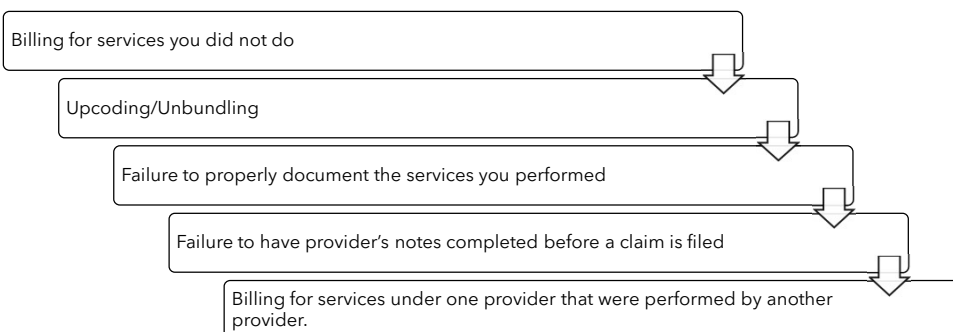 Billing for services you did not do
Upcoding/Unbundling
Failure to properly document the services you performed
Failure to have provider’s notes completed before a claim is filed
Billing for services under one provider that were performed by another
provider.